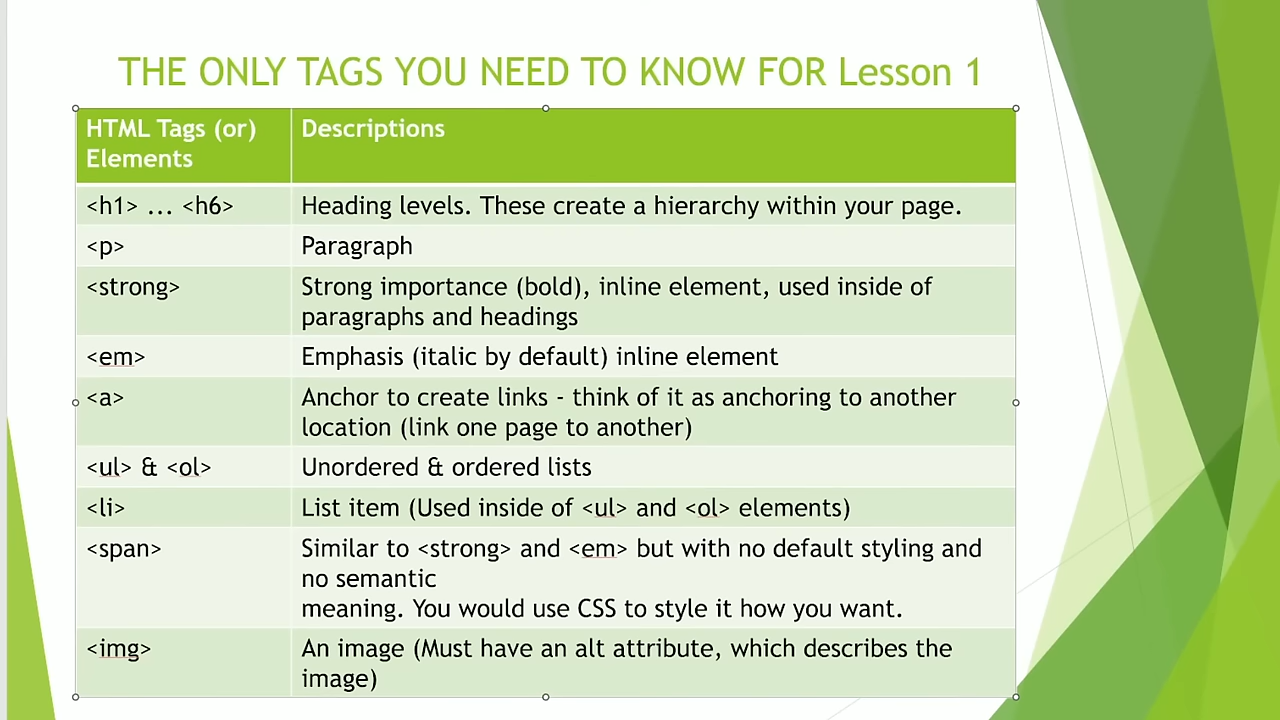 THE ONLY TAGS YOU NEED TO KNOW FOR Lesson 1
HTML Tags (or)
Elements
Descriptions
<h1> ... <h6>
Heading levels. These create a hierarchy within your page.
<p>
Paragraph
<strong>
Strong importance (bold), inline element, used inside of
paragraphs and headings
<em>
Emphasis (italic by default) inline element
<a>
Anchor to create links - think of it as anchoring to another
location (link one page to another)
<ul> & <ol>
Unordered & ordered lists
<li>
List item (Used inside of <ul> and <ol> elements)
<span>
Similar to <strong> and <em> but with no default styling and
no semantic
meaning. You would use CSS to style it how you want.
<img>
An image (Must have an alt attribute, which describes the
image)